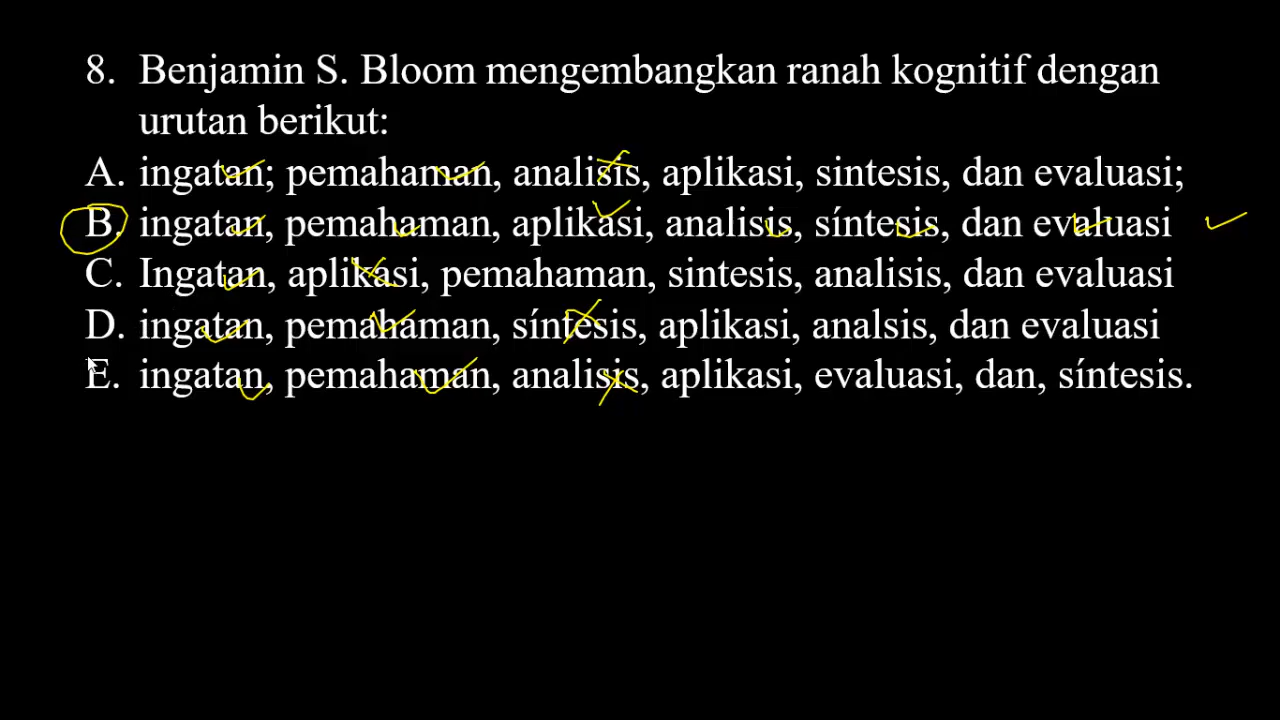 8. Benjamin S. Bloom mengembangkan ranah kognitif dengan
urutan berikut:
A. ingatan; pemahaman, analisis, aplikasi, sintesis, dan evaluasi;
B. ingatan, pemahaman, aplikasi, analisis, síntesis, dan evaluasi
C. Ingatan, aplikasi, pemahaman, sintesis, analisis, dan evaluasi
D. ingatan, pemahaman, síntesis, aplikasi, analsis, dan evaluasi
E. ingatan, pemahaman, analisis, aplikasi, evaluasi, dan, síntesis.